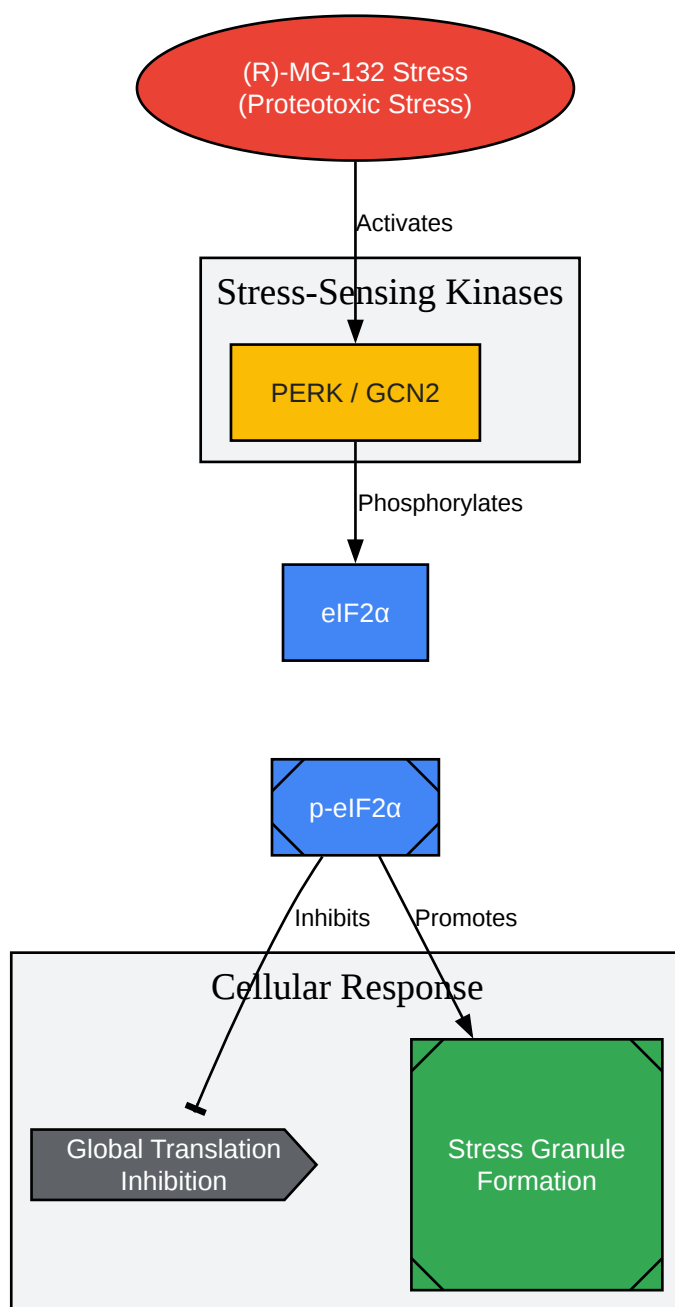 (R)-MG-132 Stress
(Proteotoxic Stress)
Activates
Stress-Sensing Kinases
PERK / GCN2
Phosphorylates
eIF2α
p-eIF2α
Inhibits
Promotes
Cellular Response
Global Translation
Inhibition
Stress Granule
Formation